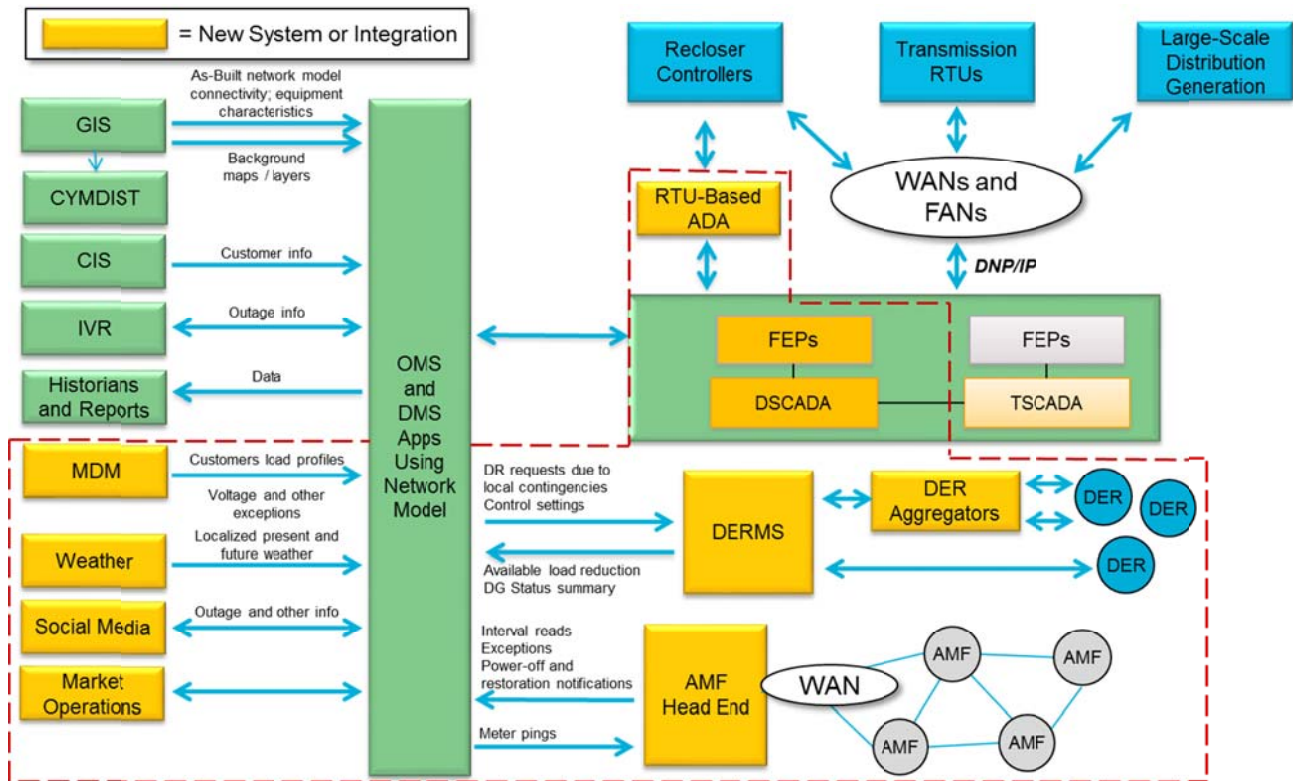 = New System or Integration
As-Built network model
connectivity; equipment
characteristics
GIS
Background
maps / layers
CYMDIST
CIS
Customer info
IVR
Outage info
Historians
and Reports
Data
MDM
Customers load profiles
Voltage and other
exceptions
Weather
Localized present and
future weather
Social Media
Outage and other info
Market
Operations
OMS
and
DMS
Apps
Using
Network
Model
Recloser
Controllers
Transmission
RTUs
Large-Scale
Distribution
Generation
RTU-Based
ADA
WANs and
FANs
DNP/IP
FEPs
FEPs
DSCADA
TSCADA
DR requests due to
local contingencies
Control settings
DERMS
DER
Aggregators
DER
DER
DER
Available load reduction
DG Status summary
Interval reads
Exceptions
Power-off and
restoration notifications
AMF
Head End
WAN
AMF
AMF
AMF
AMF
Meter pings